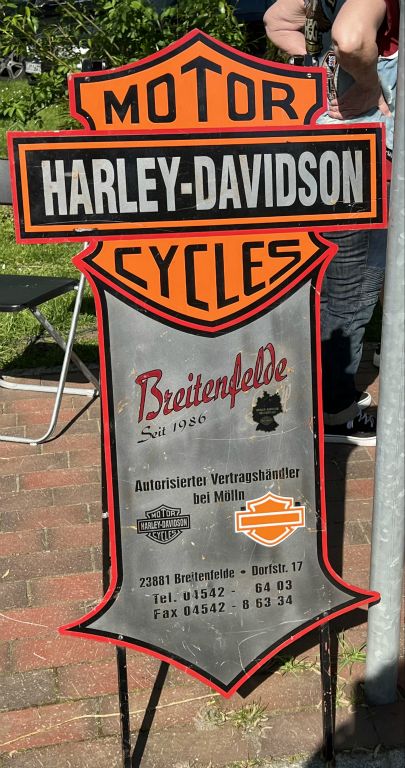 MOTOR
HARLEY-DAVIDSON
CYCLES
Breitenfelde
Seit 1986
Autorisierter Vertragshändler
bei Mölln
MOTOR
HARLEY-DAVIDSON
CYCLES
23881 Breitenfelde • Dorfstr. 17
Tel. 04542 - 64 03
Fax 04542 - 8 63 34